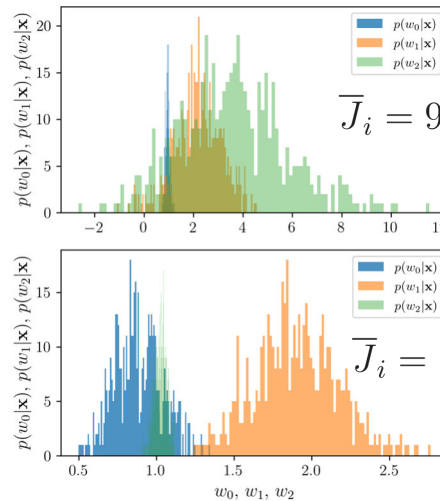 20
15
10
5
0
p(w₀|x), p(w₁|x), p(w₂|x)
p(w₀|x)
p(w₁|x)
p(w₂|x)
J̅ᵢ = 9
−2 0 2 4 6 8 10
15
10
5
0
p(w₀|x), p(w₁|x), p(w₂|x)
p(w₀|x)
p(w₁|x)
p(w₂|x)
J̅ᵢ =
0.5 1.0 1.5 2.0 2.5
w₀, w₁, w₂